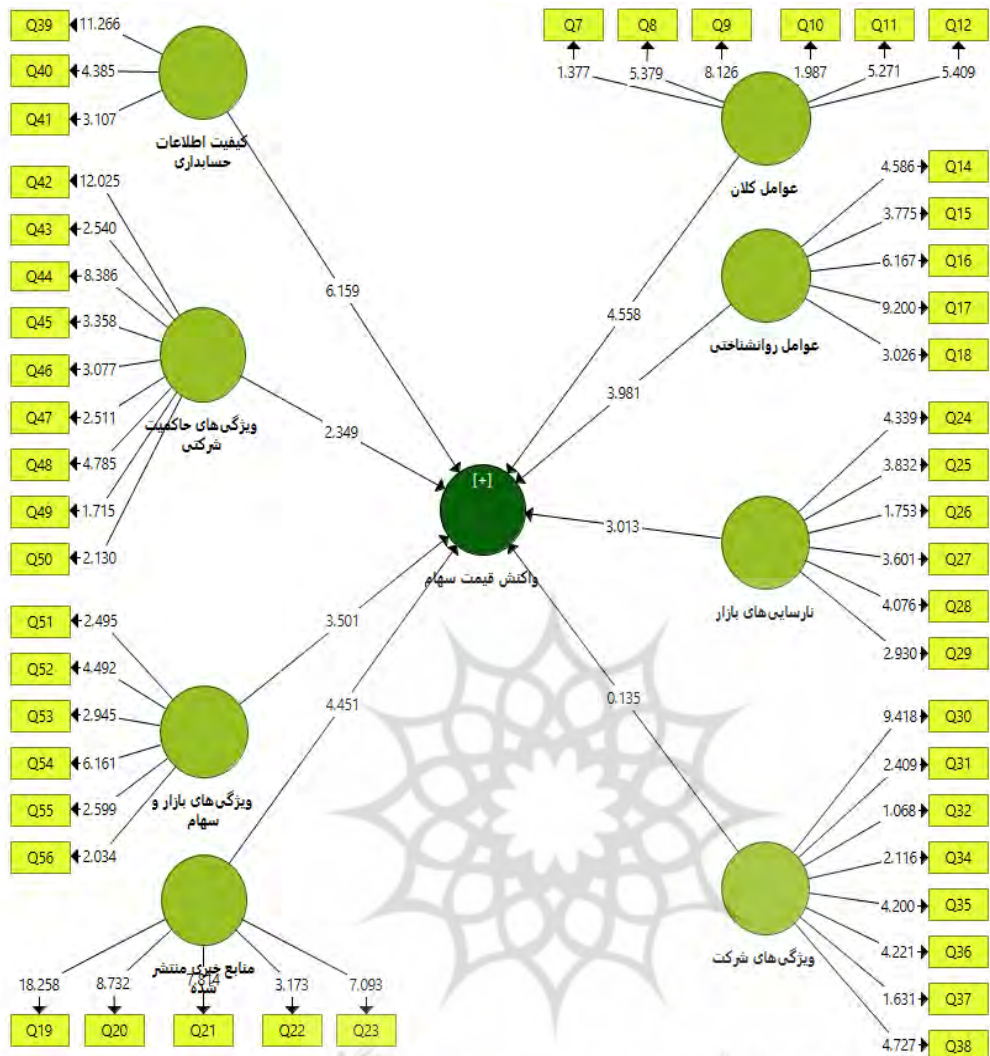 Q39
11.266
Q40
4.385
Q41
3.107
کیفیت اطلاعات
حسابداری
Q42
12.025
Q43
2.540
Q44
8.386
Q45
3.358
Q46
3.077
Q47
2.511
Q48
4.785
Q49
1.715
Q50
2.130
ویژگی‌های حاکمیت
شرکتی
Q51
2.495
Q52
4.492
Q53
2.945
Q54
6.161
Q55
2.599
Q56
2.034
ویژگی‌های بازار و
سهام
منابع خبری منتشر
شده
18.258
8.732
7.814
3.173
7.093
Q19
Q20
Q21
Q22
Q23
6.159
2.349
3.501
4.451
[+]
واکنش قیمت سهام
4.558
3.981
3.013
0.135
Q7
Q8
Q9
Q10
Q11
Q12
1.377
5.379
8.126
1.987
5.271
5.409
عوامل کلان
4.586
Q14
3.775
Q15
6.167
Q16
9.200
Q17
3.026
Q18
عوامل روانشناختی
4.339
Q24
3.832
Q25
1.753
Q26
3.601
Q27
4.076
Q28
2.930
Q29
نارسایی‌های بازار
9.418
Q30
2.409
Q31
1.068
Q32
2.116
Q34
4.200
Q35
4.221
Q36
1.631
Q37
4.727
Q38
ویژگی‌های شرکت